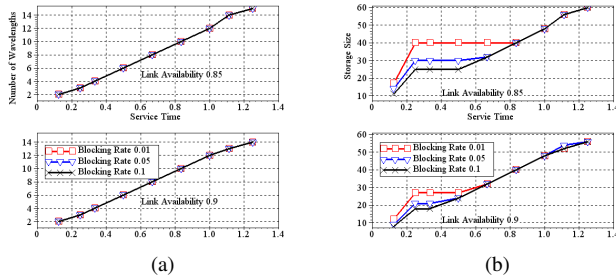 Number of Wavelengths
14
12
10
8
6
4
2
Link Availability 0.85
0 0.2 0.4 0.6 0.8 1.0 1.2 1.4
Service Time
14
12
10
8
6
4
2
Blocking Rate 0.01
Blocking Rate 0.05
Blocking Rate 0.1
Link Availability 0.9
0 0.2 0.4 0.6 0.8 1.0 1.2 1.4
(a)
Storage Size
60
50
40
30
20
10
Link Availability 0.85
0 0.2 0.4 0.6 0.8 1.0 1.2 1.4
Servie Time
60
50
40
30
20
10
Blocking Rate 0.01
Blocking Rate 0.05
Blocking Rate 0.1
Link Availability 0.9
0 0.2 0.4 0.6 0.8 1.0 1.2 1.4
(b)